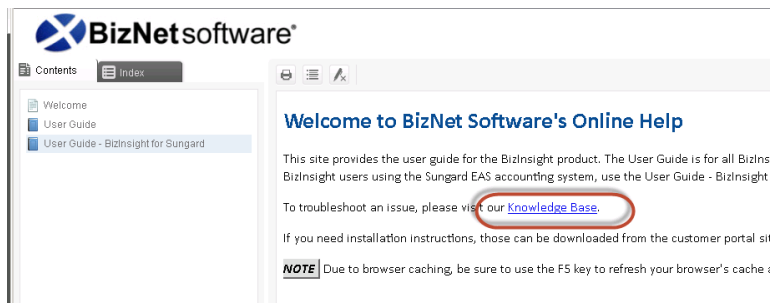 BizNetsoftware®
Contents
Index
Welcome
User Guide
User Guide - BizInsight for Sungard
Welcome to BizNet Software's Online Help
This site provides the user guide for the BizInsight product. The User Guide is for all BizIns
BizInsight users using the Sungard EAS accounting system, use the User Guide - BizInsight
To troubleshoot an issue, please visit our Knowledge Base.
If you need installation instructions, those can be downloaded from the customer portal sit
NOTE Due to browser caching, be sure to use the F5 key to refresh your browser's cache a